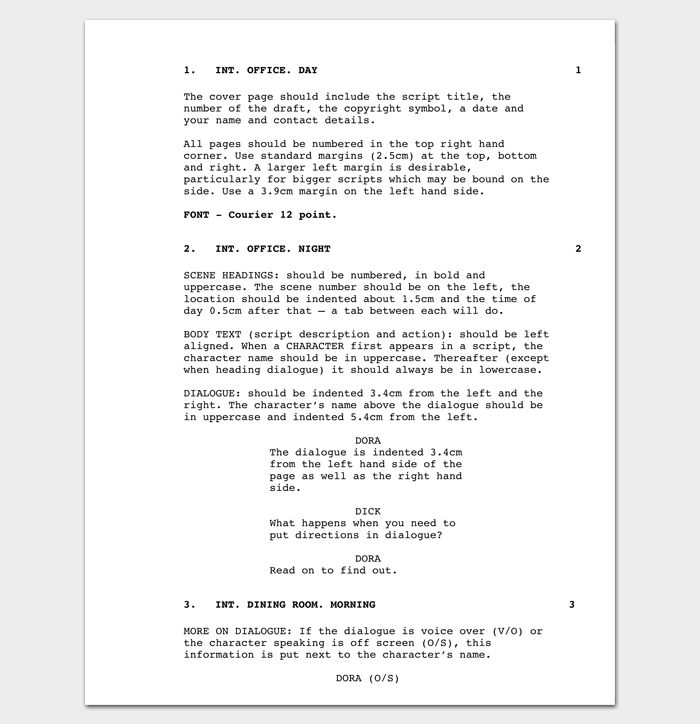 1. INT. OFFICE. DAY 1
The cover page should include the script title, the
number of the draft, the copyright symbol, a date and
your name and contact details.
All pages should be numbered in the top right hand
corner. Use standard margins (2.5cm) at the top, bottom
and right. A larger left margin is desirable,
particularly for bigger scripts which may be bound on the
side. Use a 3.9cm margin on the left hand side.
FONT – Courier 12 point.
2. INT. OFFICE. NIGHT 2
SCENE HEADINGS: should be numbered, in bold and
uppercase. The scene number should be on the left, the
location should be indented about 1.5cm and the time of
day 0.5cm after that – a tab between each will do.
BODY TEXT (script description and action): should be left
aligned. When a CHARACTER first appears in a script, the
character name should be in uppercase. Thereafter (except
when heading dialogue) it should always be in lowercase.
DIALOGUE: should be indented 3.4cm from the left and the
right. The character’s name above the dialogue should be
in uppercase and indented 5.4cm from the left.
DORA
The dialogue is indented 3.4cm
from the left hand side of the
page as well as the right hand
side.
DICK
What happens when you need to
put directions in dialogue?
DORA
Read on to find out.
3. INT. DINING ROOM. MORNING 3
MORE ON DIALOGUE: If the dialogue is voice over (V/O) or
the character speaking is off screen (O/S), this
information is put next to the character’s name.
DORA (O/S)